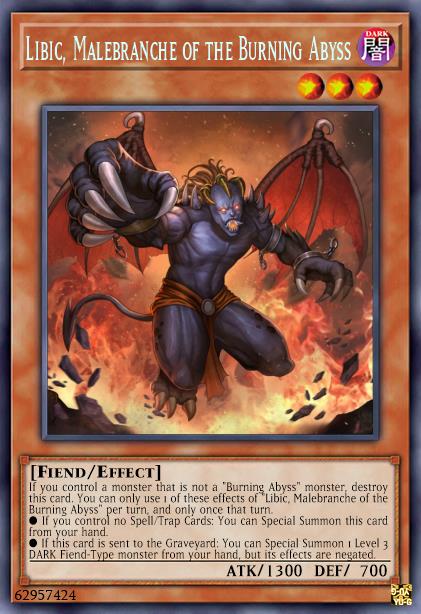 Libic, Malebranche of the Burning Abyss
DARK
闇
[Fiend/Effect]
If you control a monster that is not a "Burning Abyss" monster, destroy
this card. You can only use 1 of these effects of "Libic, Malebranche of the
Burning Abyss" per turn, and only once that turn.
● If you control no Spell/Trap Cards: You can Special Summon this card
from your hand.
● If this card is sent to the Graveyard: You can Special Summon 1 Level 3
DARK Fiend-Type monster from your hand, but its effects are negated.
ATK/1300 DEF/ 700
62957424